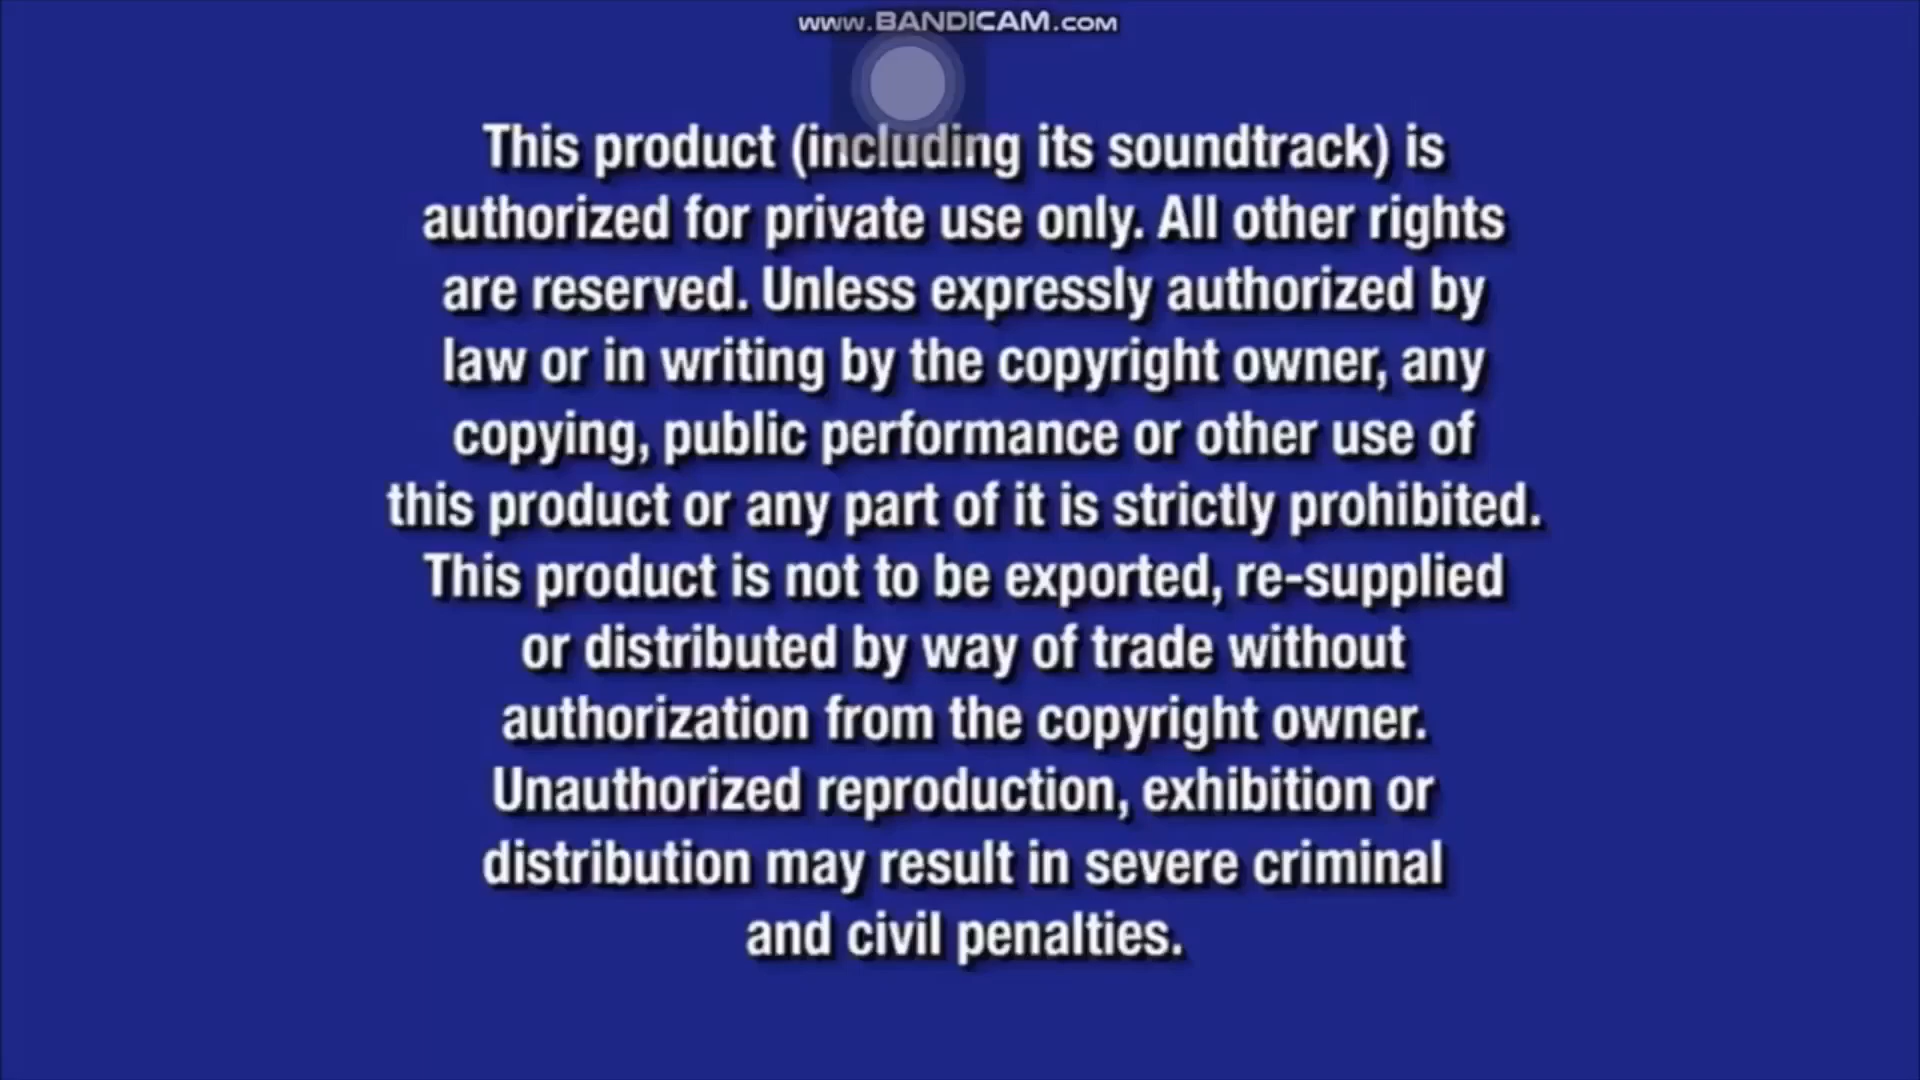 www.BANDICAM.com
This product (including its soundtrack) is
authorized for private use only. All other rights
are reserved. Unless expressly authorized by
law or in writing by the copyright owner, any
copying, public performance or other use of
this product or any part of it is strictly prohibited.
This product is not to be exported, re-supplied
or distributed by way of trade without
authorization from the copyright owner.
Unauthorized reproduction, exhibition or
distribution may result in severe criminal
and civil penalties.